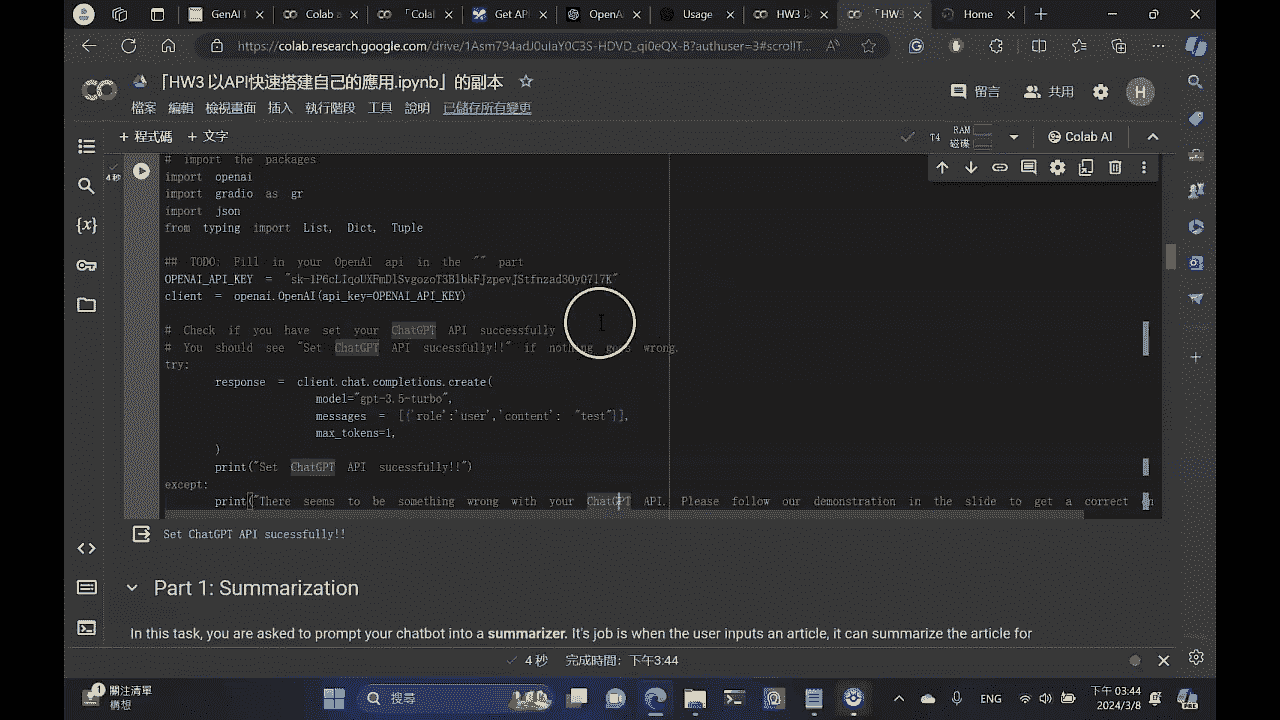 GenAI
Colab a
「Colal
Get API
OpenA
Usage
HW3
「HW3
Home
https://colab.research.google.com/drive/1Asm794adJ0ulaY0C3S-HDVD_qi0eQX-B?authuser=3#scrollT...
「HW3 以API快速搭建自己的應用.ipynb」的副本
留言
共用
H
檔案 編輯 檢視畫面 插入 執行階段 工具 說明 已儲存所有變更
+ 程式碼 + 文字
T4
RAM
磁碟
Colab AI
4 秒
# import the packages
import openai
import gradio as gr
import json
from typing import List, Dict, Tuple
## TODO: Fill in your OpenAI api in the "" part
OPENAI_API_KEY =
client = openai.OpenAI(api_key=OPENAI_API_KEY)
# Check if you have set your ChatGPT API successfully
# You should see "Set ChatGPT API sucessfully!!" if nothing goes wrong.
try:
response = client.chat.completions.create(
model="gpt-3.5-turbo",
messages = [{'role':'user','content': "test"}],
max_tokens=1,
)
print("Set ChatGPT API sucessfully!!")
except:
print("There seems to be something wrong with your ChatGPT API. Please follow our demonstration in the slide to get a correct
Set ChatGPT API sucessfully!!
Part 1: Summarization
In this task, you are asked to prompt your chatbot into a summarizer. It's job is when the user inputs an article, it can summarize the article for
4 秒 完成時間: 下午3:44
1
關注清單
構想
搜尋
ENG
下午 03:44
2024/3/8